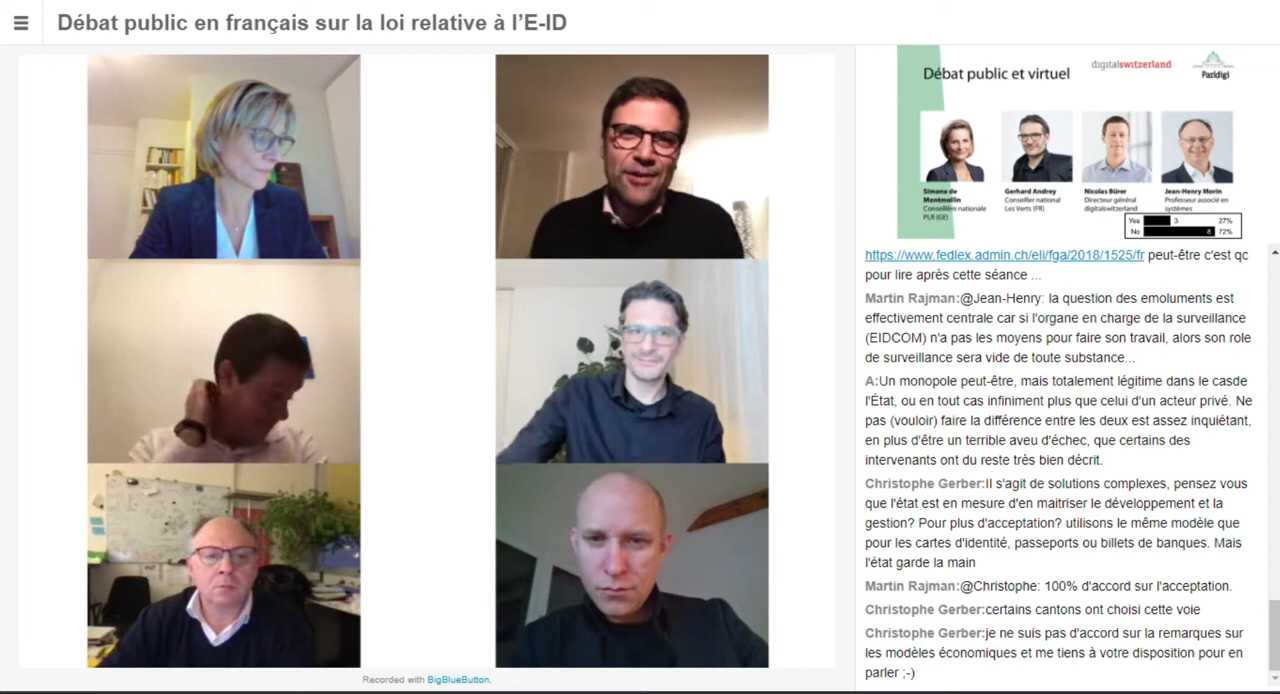 Débat public en français sur la loi relative à l'E-ID
Débat public et virtuel
digitalswitzerland
Parldigi
Simone de
Montmollin
Conseillère nationale
PLR (GE)
Gerhard Andrey
Conseiller national
Les Verts (FR)
Nicolas Bürer
Directeur général
digitalswitzerland
Jean-Henry Morin
Professeur associé en
systèmes
Yes 3 27%
No 8 72%
https://www.fedlex.admin.ch/eli/fga/2018/1525/fr peut-être c'est qc
pour lire après cette séance ...
Martin Rajman:@Jean-Henry: la question des emoluments est
effectivement centrale car si l'organe en charge de la surveillance
(EIDCOM) n'a pas les moyens pour faire son travail, alors son role
de surveillance sera vide de toute substance...
A:Un monopole peut-être, mais totalement légitime dans le casde
l'État, ou en tout cas infiniment plus que celui d'un acteur privé. Ne
pas (vouloir) faire la différence entre les deux est assez inquiétant,
en plus d'être un terrible aveu d'échec, que certains des
intervenants ont du reste très bien décrit.
Christophe Gerber:Il s'agit de solutions complexes, pensez vous
que l'état est en mesure d'en maitriser le développement et la
gestion? Pour plus d'acceptation? utilisons le même modèle que
pour les cartes d'identité, passeports ou billets de banques. Mais
l'état garde la main
Martin Rajman:@Christophe: 100% d'accord sur l'acceptation.
Christophe Gerber:certains cantons ont choisi cette voie
Christophe Gerber:je ne suis pas d'accord sur la remarques sur
les modèles économiques et me tiens à votre disposition pour en
parler ;-)
Recorded with BigBlueButton.